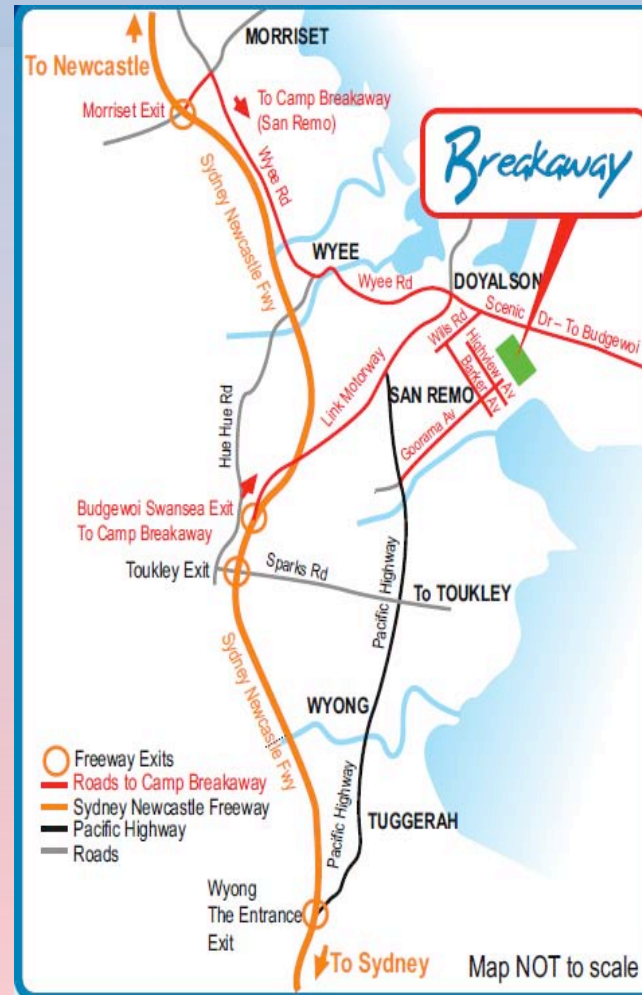 MORRISET
To Newcastle
Morriset Exit
To Camp Breakaway
(San Remo)
Wyee Rd
Sydney Newcastle Fwy
Breakaway
WYEE
Wyee Rd
DOYALSON
Scenic Dr – To Budgewoi
Wills Rd
Highview Av
Barker Av
SAN REMO
Link Motorway
Goorama Av
Hue Hue Rd
Budgewoi Swansea Exit
To Camp Breakaway
Toukley Exit
Sparks Rd
To TOUKLEY
Pacific Highway
Sydney Newcastle Fwy
WYONG
Freeway Exits
Roads to Camp Breakaway
Sydney Newcastle Freeway
Pacific Highway
Roads
Pacific Highway
TUGGERAH
Wyong
The Entrance
Exit
To Sydney
Map NOT to scale